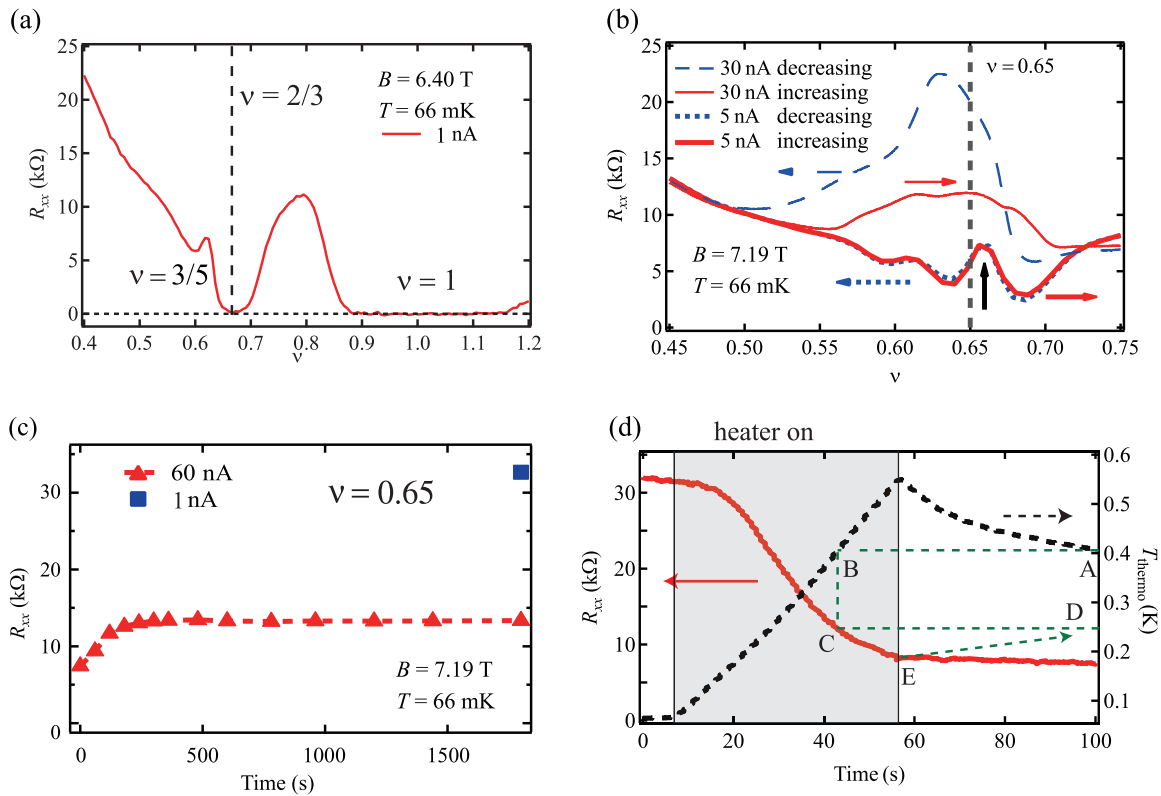 (a)
25
20
15
10
5
0
Rxx (kΩ)
ν = 2/3
B = 6.40 T
T = 66 mK
1 nA
ν = 3/5
ν = 1
0.4 0.5 0.6 0.7 0.8 0.9 1.0 1.1 1.2
ν
(b)
25
20
15
10
5
0
Rxx (kΩ)
30 nA decreasing
30 nA increasing
5 nA decreasing
5 nA increasing
ν = 0.65
B = 7.19 T
T = 66 mK
0.45 0.50 0.55 0.60 0.65 0.70 0.75
ν
(c)
30
20
10
0
Rxx (kΩ)
60 nA
1 nA
ν = 0.65
B = 7.19 T
T = 66 mK
0 500 1000 1500
Time (s)
(d)
heater on
30
20
10
0
Rxx (kΩ)
0.6
0.5
0.4
0.3
0.2
0.1
Tthermo (K)
A
B
C
D
E
0 20 40 60 80 100
Time (s)